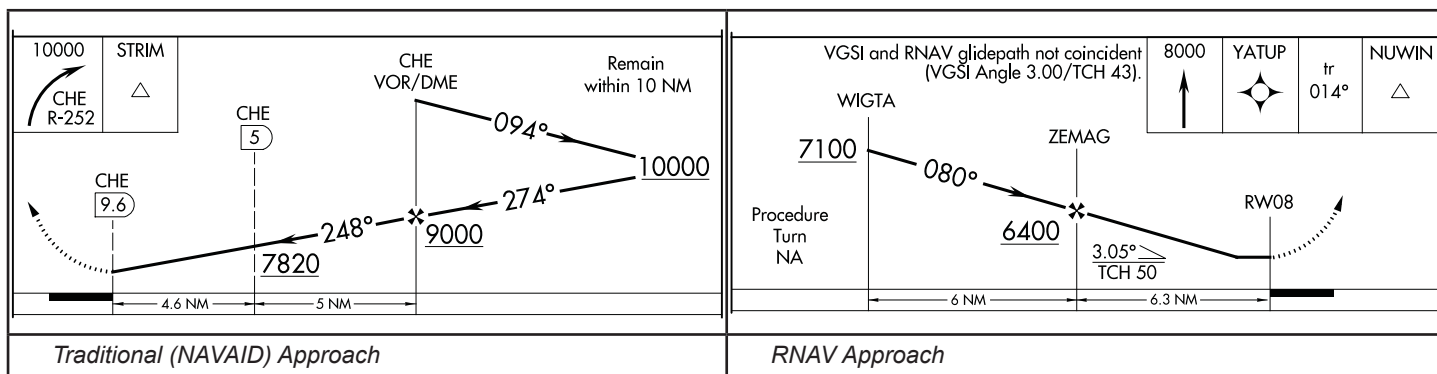 10000
CHE
R-252
STRIM
CHE
VOR/DME
Remain
within 10 NM
CHE
5
094°
10000
CHE
9.6
274°
248°
9000
7820
4.6 NM
5 NM
Traditional (NAVAID) Approach
VGSI and RNAV glidepath not coincident
(VGSI Angle 3.00/TCH 43).
8000
YATUP
tr
014°
NUWIN
WIGTA
ZEMAG
7100
080°
RW08
Procedure
Turn
NA
6400
3.05°
TCH 50
6 NM
6.3 NM
RNAV Approach